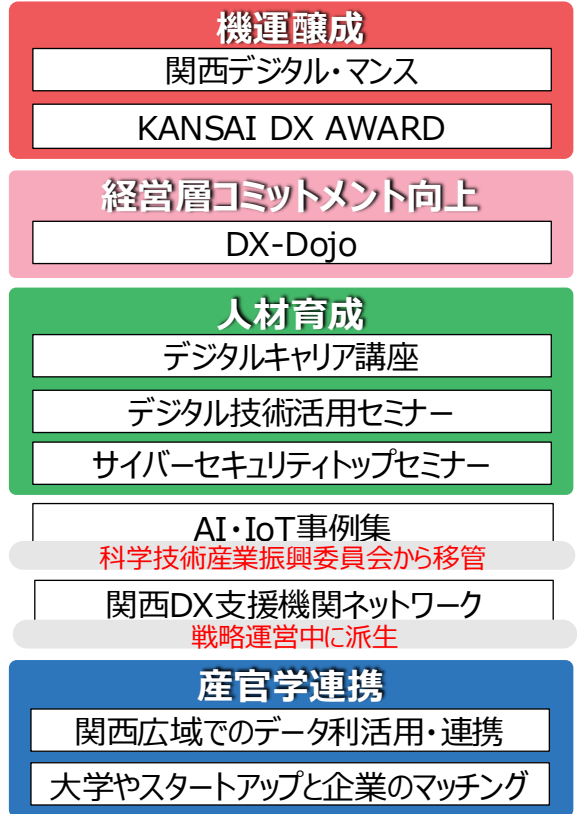 機運醸成
関西デジタル・マンス
KANSAI DX AWARD
経営層コミットメント向上
DX-Dojo
人材育成
デジタルキャリア講座
デジタル技術活用セミナー
サイバーセキュリティトップセミナー
AI・IoT事例集
科学技術産業振興委員会から移管
関西DX支援機関ネットワーク
戦略運営中に派生
産官学連携
関西広域でのデータ利活用・連携
大学やスタートアップと企業のマッチング